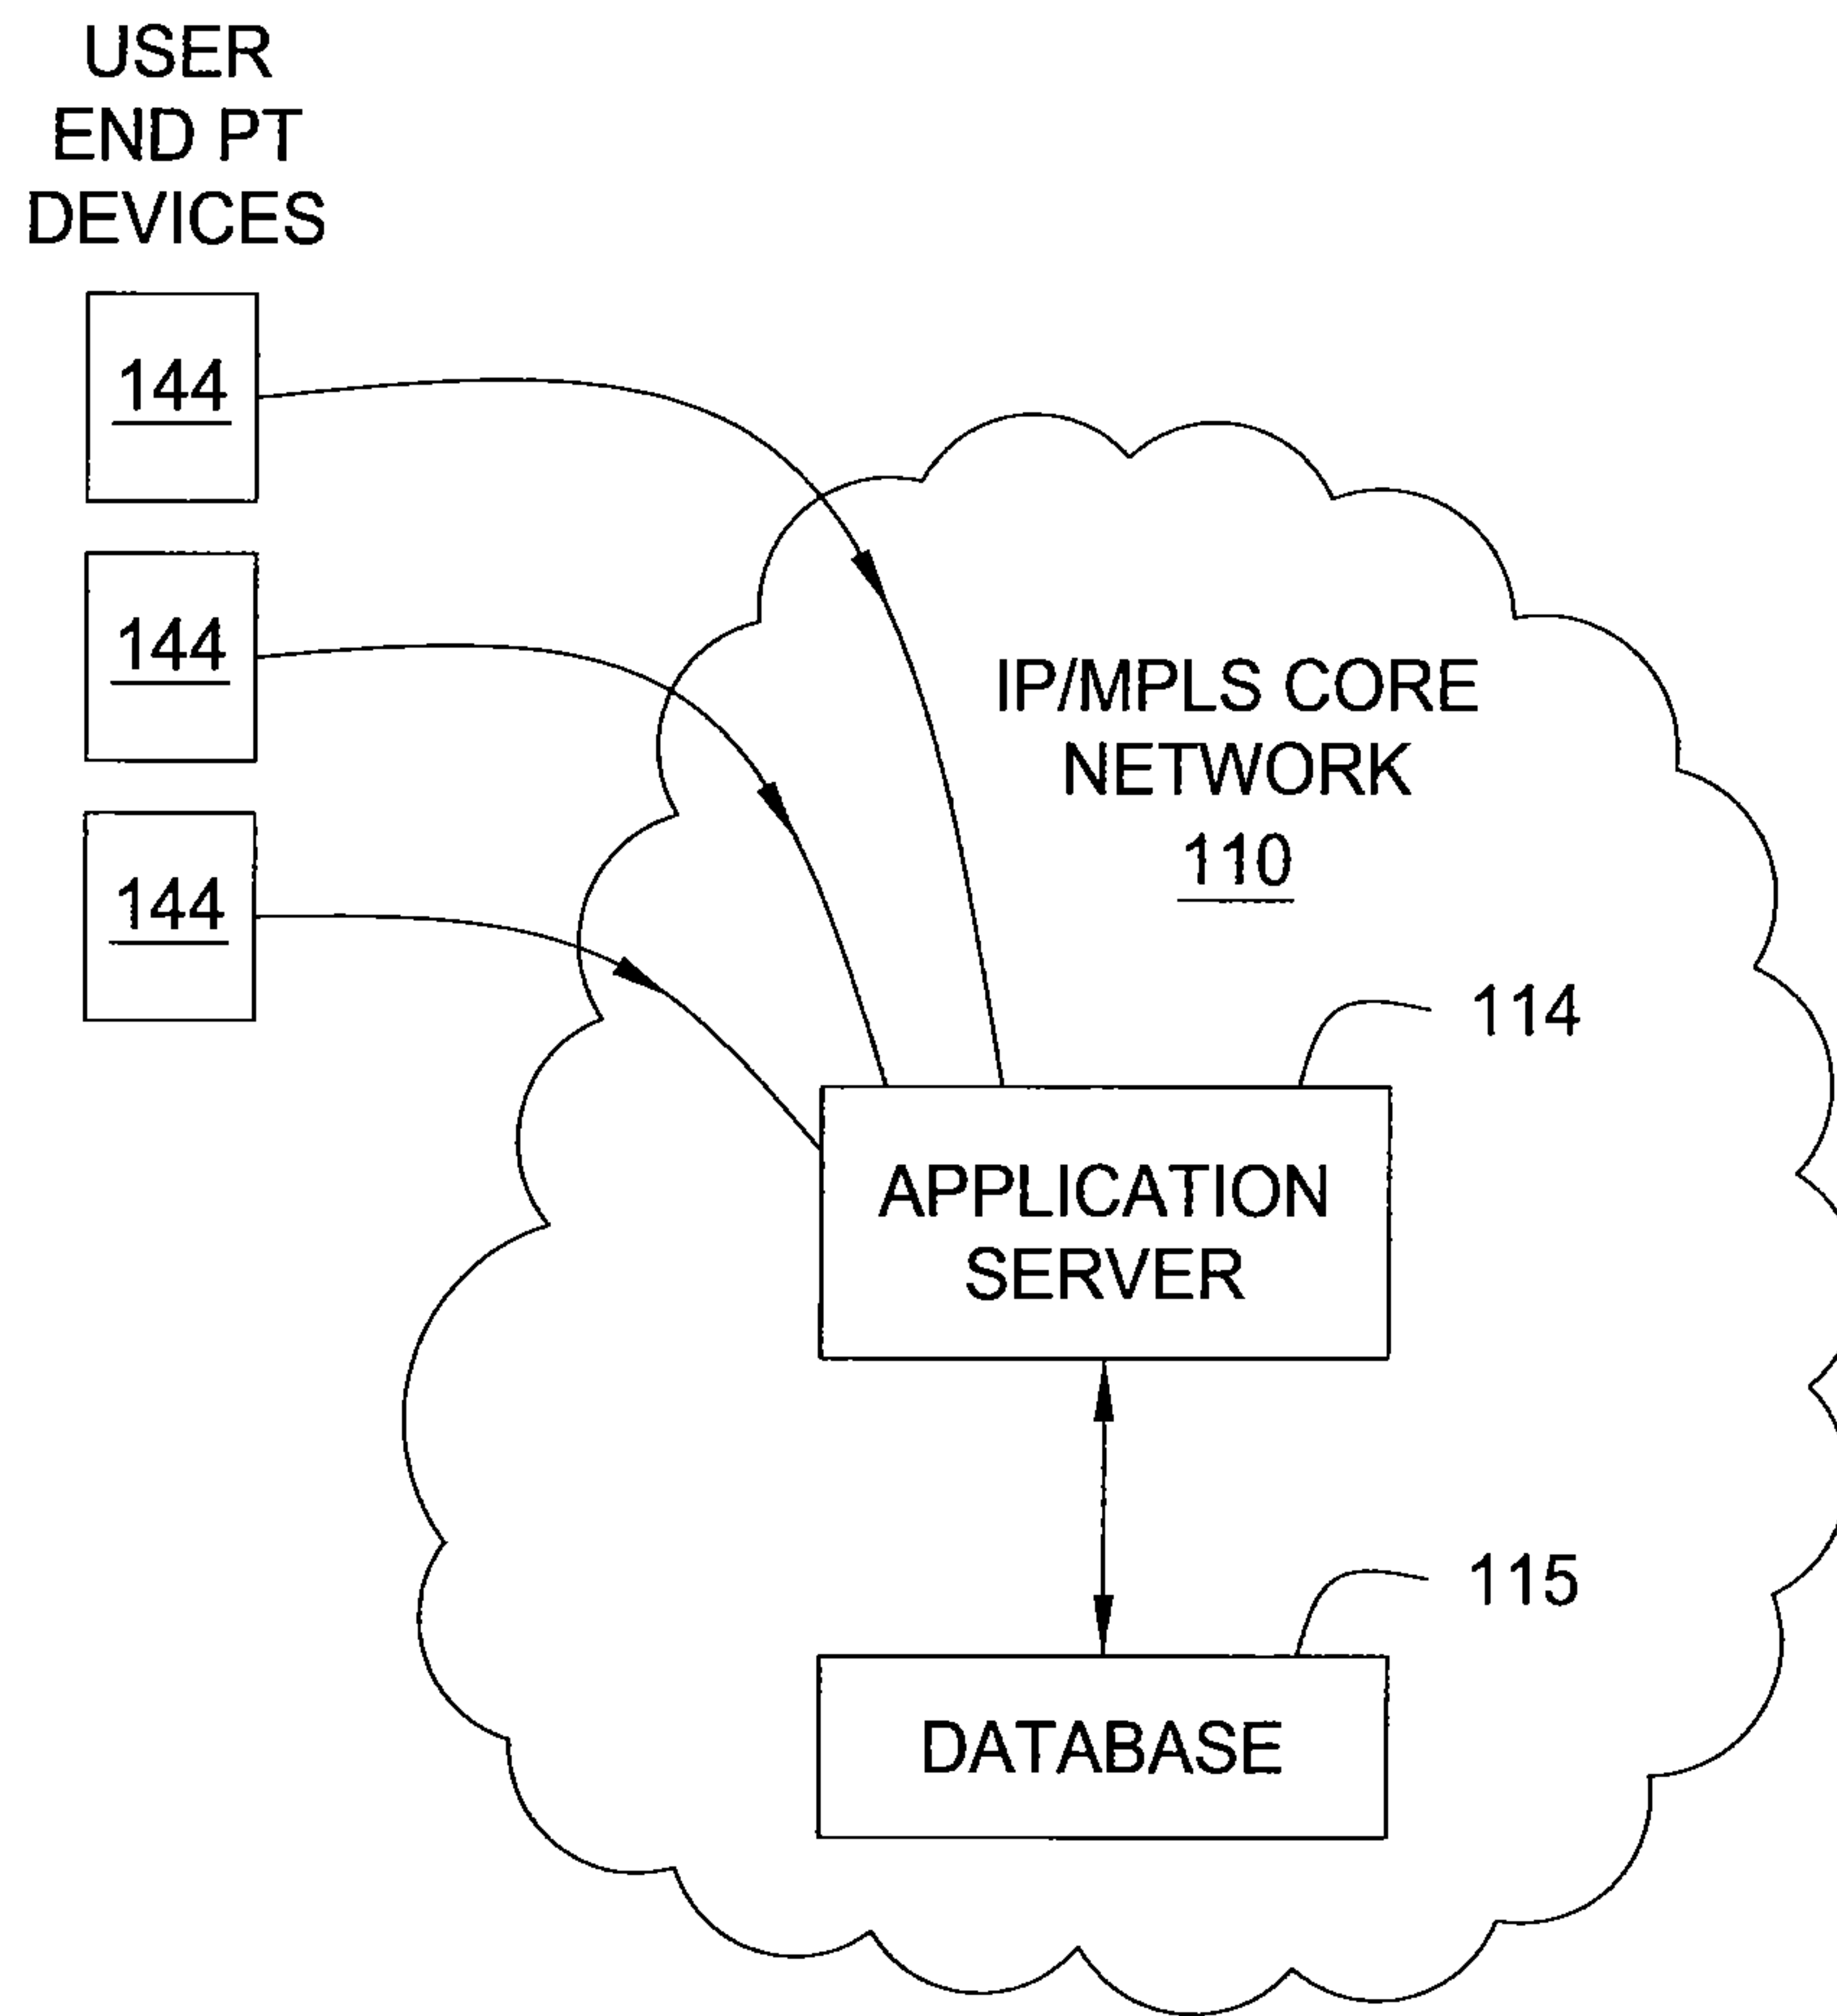 USER
END PT
DEVICES
144
144
144
IP/MPLS CORE
NETWORK
110
114
APPLICATION
SERVER
115
DATABASE